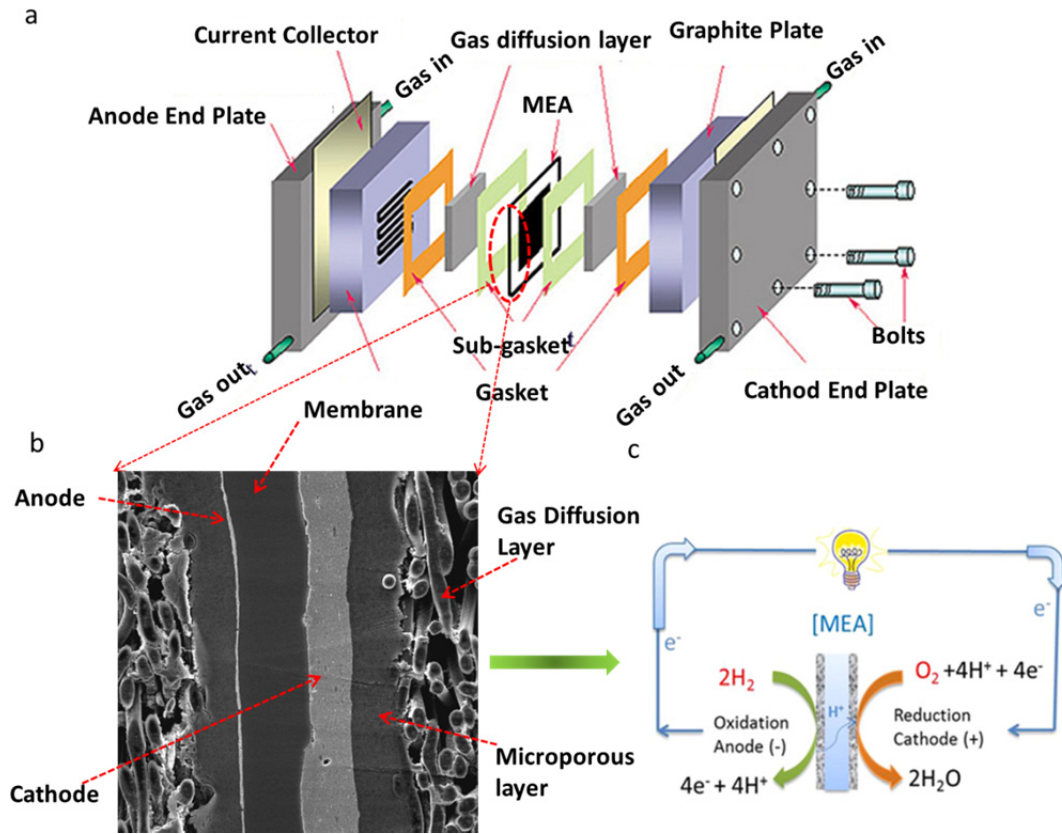 a
Current Collector
Gas diffusion layer
Graphite Plate
Gas in
Gas in
Anode End Plate
MEA
Sub-gasket t
Bolts
Gas out t
Gasket
Gas out
Cathod End Plate
Membrane
b
c
Anode
Gas Diffusion
Layer
e⁻
e⁻
[MEA]
2H₂
O₂ +4H⁺ + 4e⁻
H⁺
Oxidation
Anode (-)
Reduction
Cathode (+)
Microporous
layer
4e⁻ + 4H⁺
2H₂O
Cathode